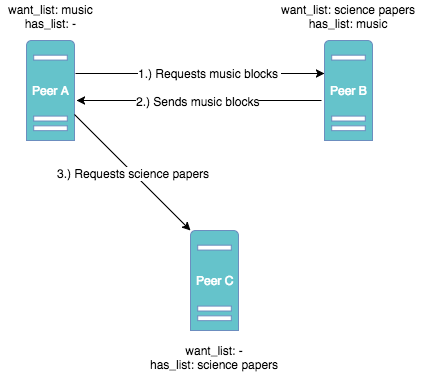 want_list: music
has_list: -
want_list: science papers
has_list: music
Peer A
1.) Requests music blocks
2.) Sends music blocks
Peer B
3.) Requests science papers
Peer C
want_list: -
has_list: science papers